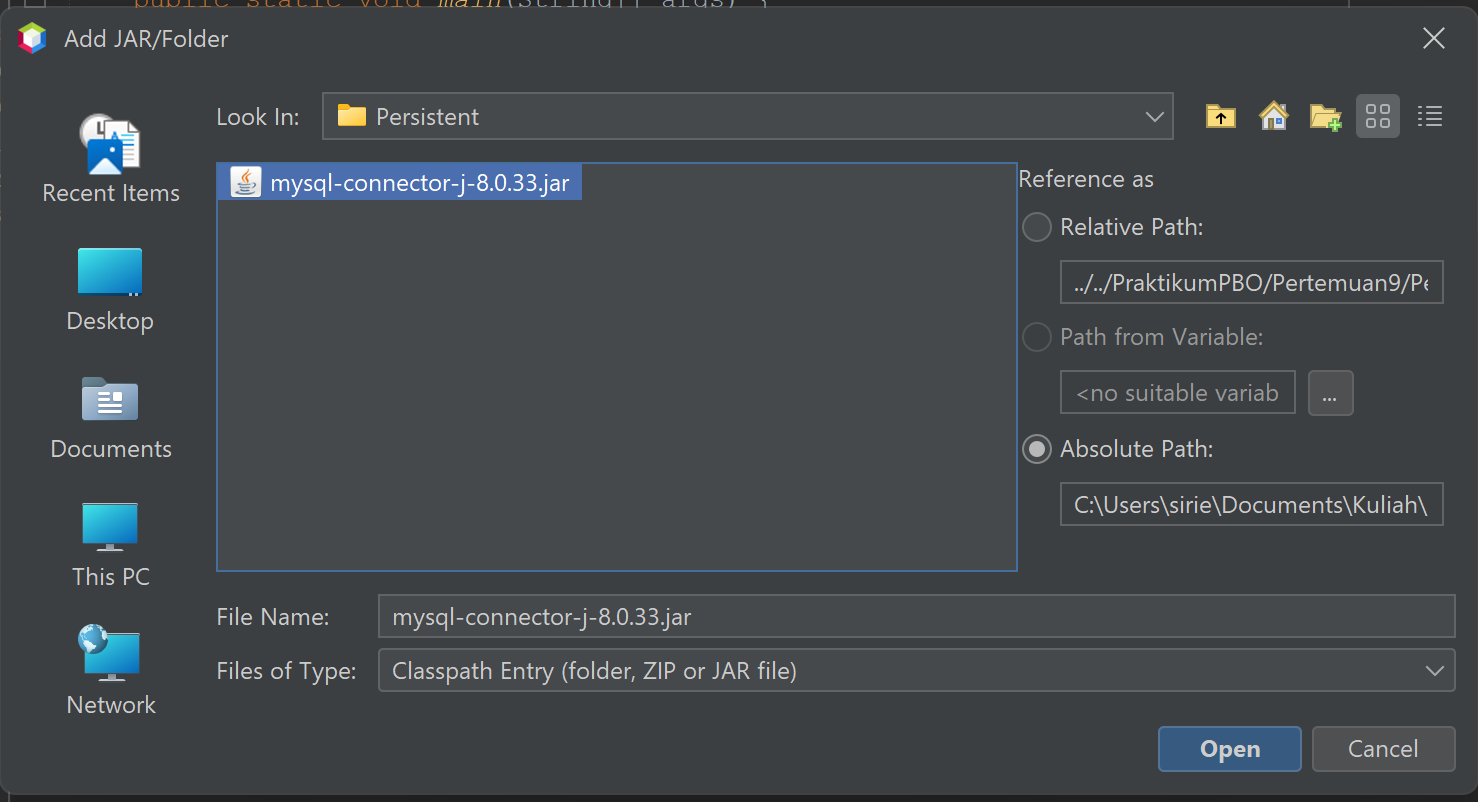 public static void main(String[] args) {
Add JAR/Folder
Look In:
Persistent
Recent Items
Desktop
Documents
This PC
Network
mysql-connector-j-8.0.33.jar
Reference as
Relative Path:
../../PraktikumPBO/Pertemuan9/Pe
Path from Variable:
<no suitable variab
...
Absolute Path:
C:\Users\sirie\Documents\Kuliah\
File Name:
mysql-connector-j-8.0.33.jar
Files of Type:
Classpath Entry (folder, ZIP or JAR file)
Open
Cancel